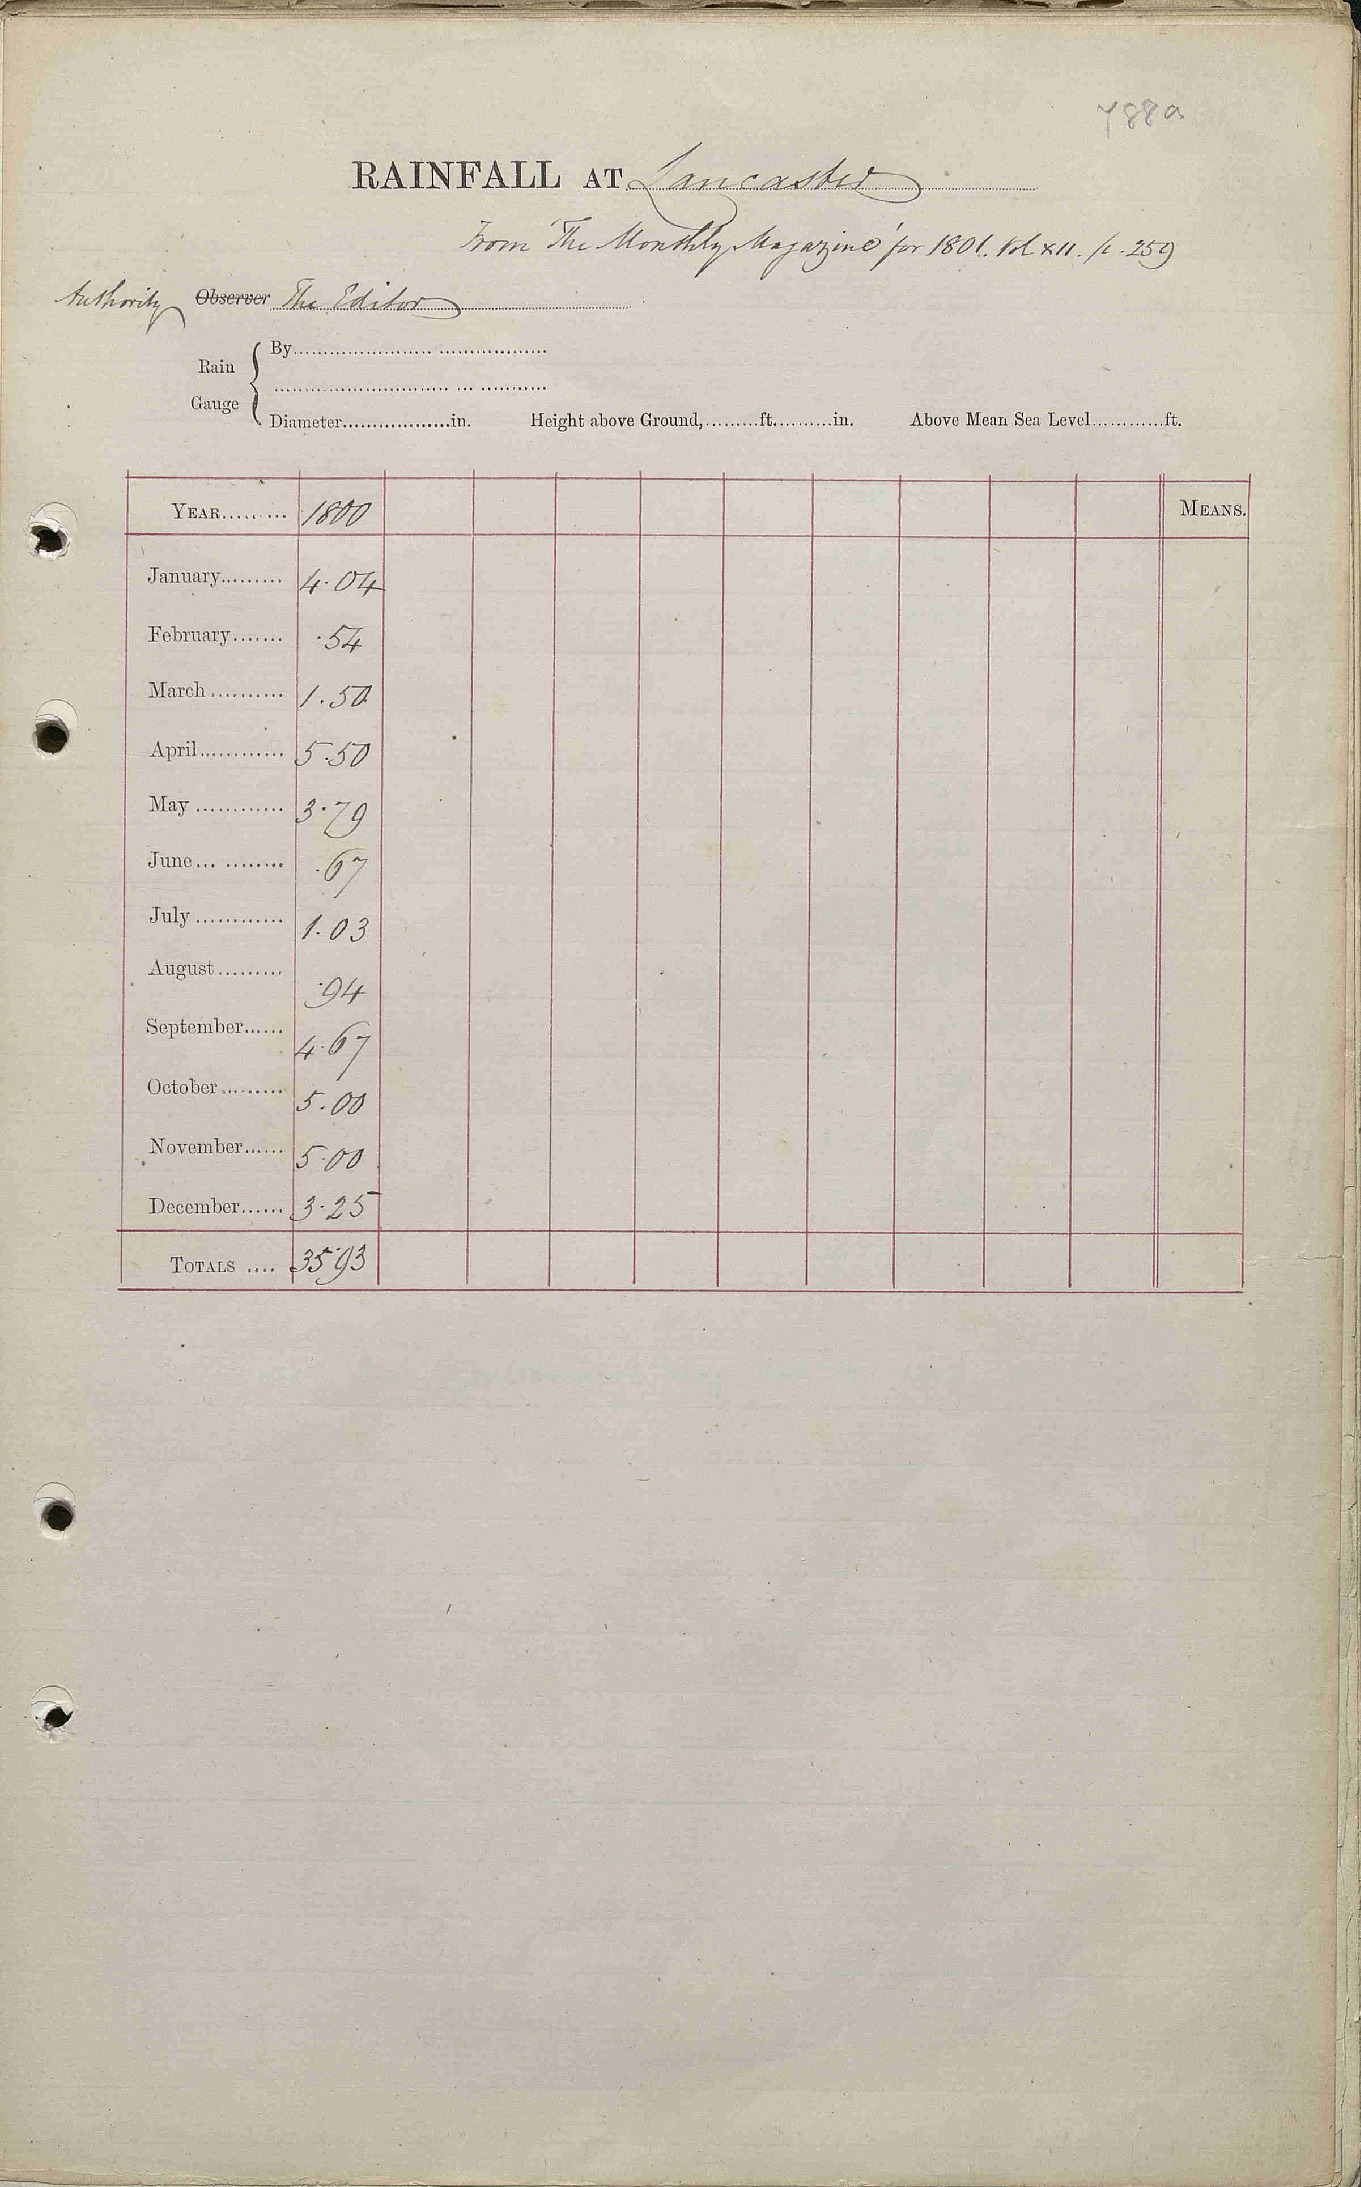 788a
RAINFALL AT Lancaster
From 'The Monthly Magazine' for 1801. Vol XII. p. 259
Authority Observer The Editor
Rain Gauge { By
Diameter in. Height above Ground, ft. in. Above Mean Sea Level ft.
YEAR 1800 MEANS.
January 4.04
February .54
March 1.50
April 5.50
May 3.79
June .67
July 1.03
August .94
September 4.67
October 5.00
November 5.00
December 3.25
TOTALS 35.93